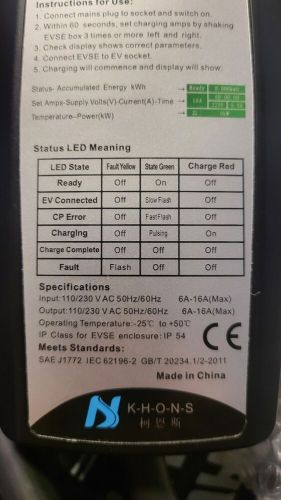 Instructions for Use:
1. Connect mains plug to socket and switch on.
2. Within 60 seconds, set charging amps by shaking
EVSE box 3 times or more left and right.
3. Check display shows correct parameters.
4. Connect EVSE to EV socket.
5. Charging will commence and display will show.
Status- Accumulated Energy kWh
Ready
Set Amps-Supply Volts(V)-Current(A)-Time
Temperature-Power(kW)
Status LED Meaning
LED State Fault Yellow State Green Charge Red
Ready Off On Off
EV Connected Off Slow Flash Off
CP Error Off Fast Flash Off
Charging Off Pulsing On
Charge Complete Off Off Off
Fault Flash Off Off
Specifications
Input: 110/230 V AC 50Hz/60Hz 6A-16A(Max)
Output: 110/230 V AC 50Hz/60Hz 6A-16A(Max)
Operating Temperature:-25℃ to +50℃
IP Class for EVSE enclosure: IP 54
CE
Meets Standards:
SAE J1772 IEC 62196-2 GB/T 20234.1/2-2011
Made in China
K-H-O-N-S
柯恩斯